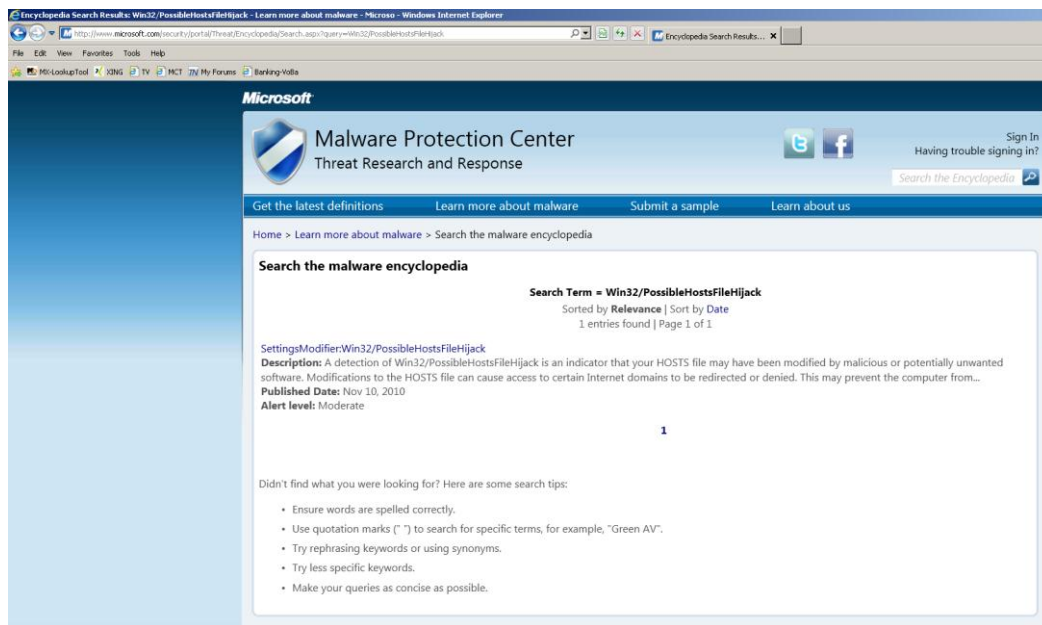 Encyclopedia Search Results: Win32/PossibleHostsFileHijack - Learn more about malware - Microso - Windows Internet Explorer
http://www.microsoft.com/security/portal/Threat/Encyclopedia/Search.aspx?query=Win32/PossibleHostsFileHijack
Encyclopedia Search Results...
File Edit View Favorites Tools Help
MX-LookupTool XING TV MCT My Forums Banking-VoBa
Microsoft
Malware Protection Center
Threat Research and Response
Sign In
Having trouble signing in?
Search the Encyclopedia
Get the latest definitions Learn more about malware Submit a sample Learn about us
Home > Learn more about malware > Search the malware encyclopedia
Search the malware encyclopedia
Search Term = Win32/PossibleHostsFileHijack
Sorted by Relevance | Sort by Date
1 entries found | Page 1 of 1
SettingsModifier:Win32/PossibleHostsFileHijack
Description: A detection of Win32/PossibleHostsFileHijack is an indicator that your HOSTS file may have been modified by malicious or potentially unwanted
software. Modifications to the HOSTS file can cause access to certain Internet domains to be redirected or denied. This may prevent the computer from...
Published Date: Nov 10, 2010
Alert level: Moderate
1
Didn't find what you were looking for? Here are some search tips:
• Ensure words are spelled correctly.
• Use quotation marks (" ") to search for specific terms, for example, "Green AV".
• Try rephrasing keywords or using synonyms.
• Try less specific keywords.
• Make your queries as concise as possible.